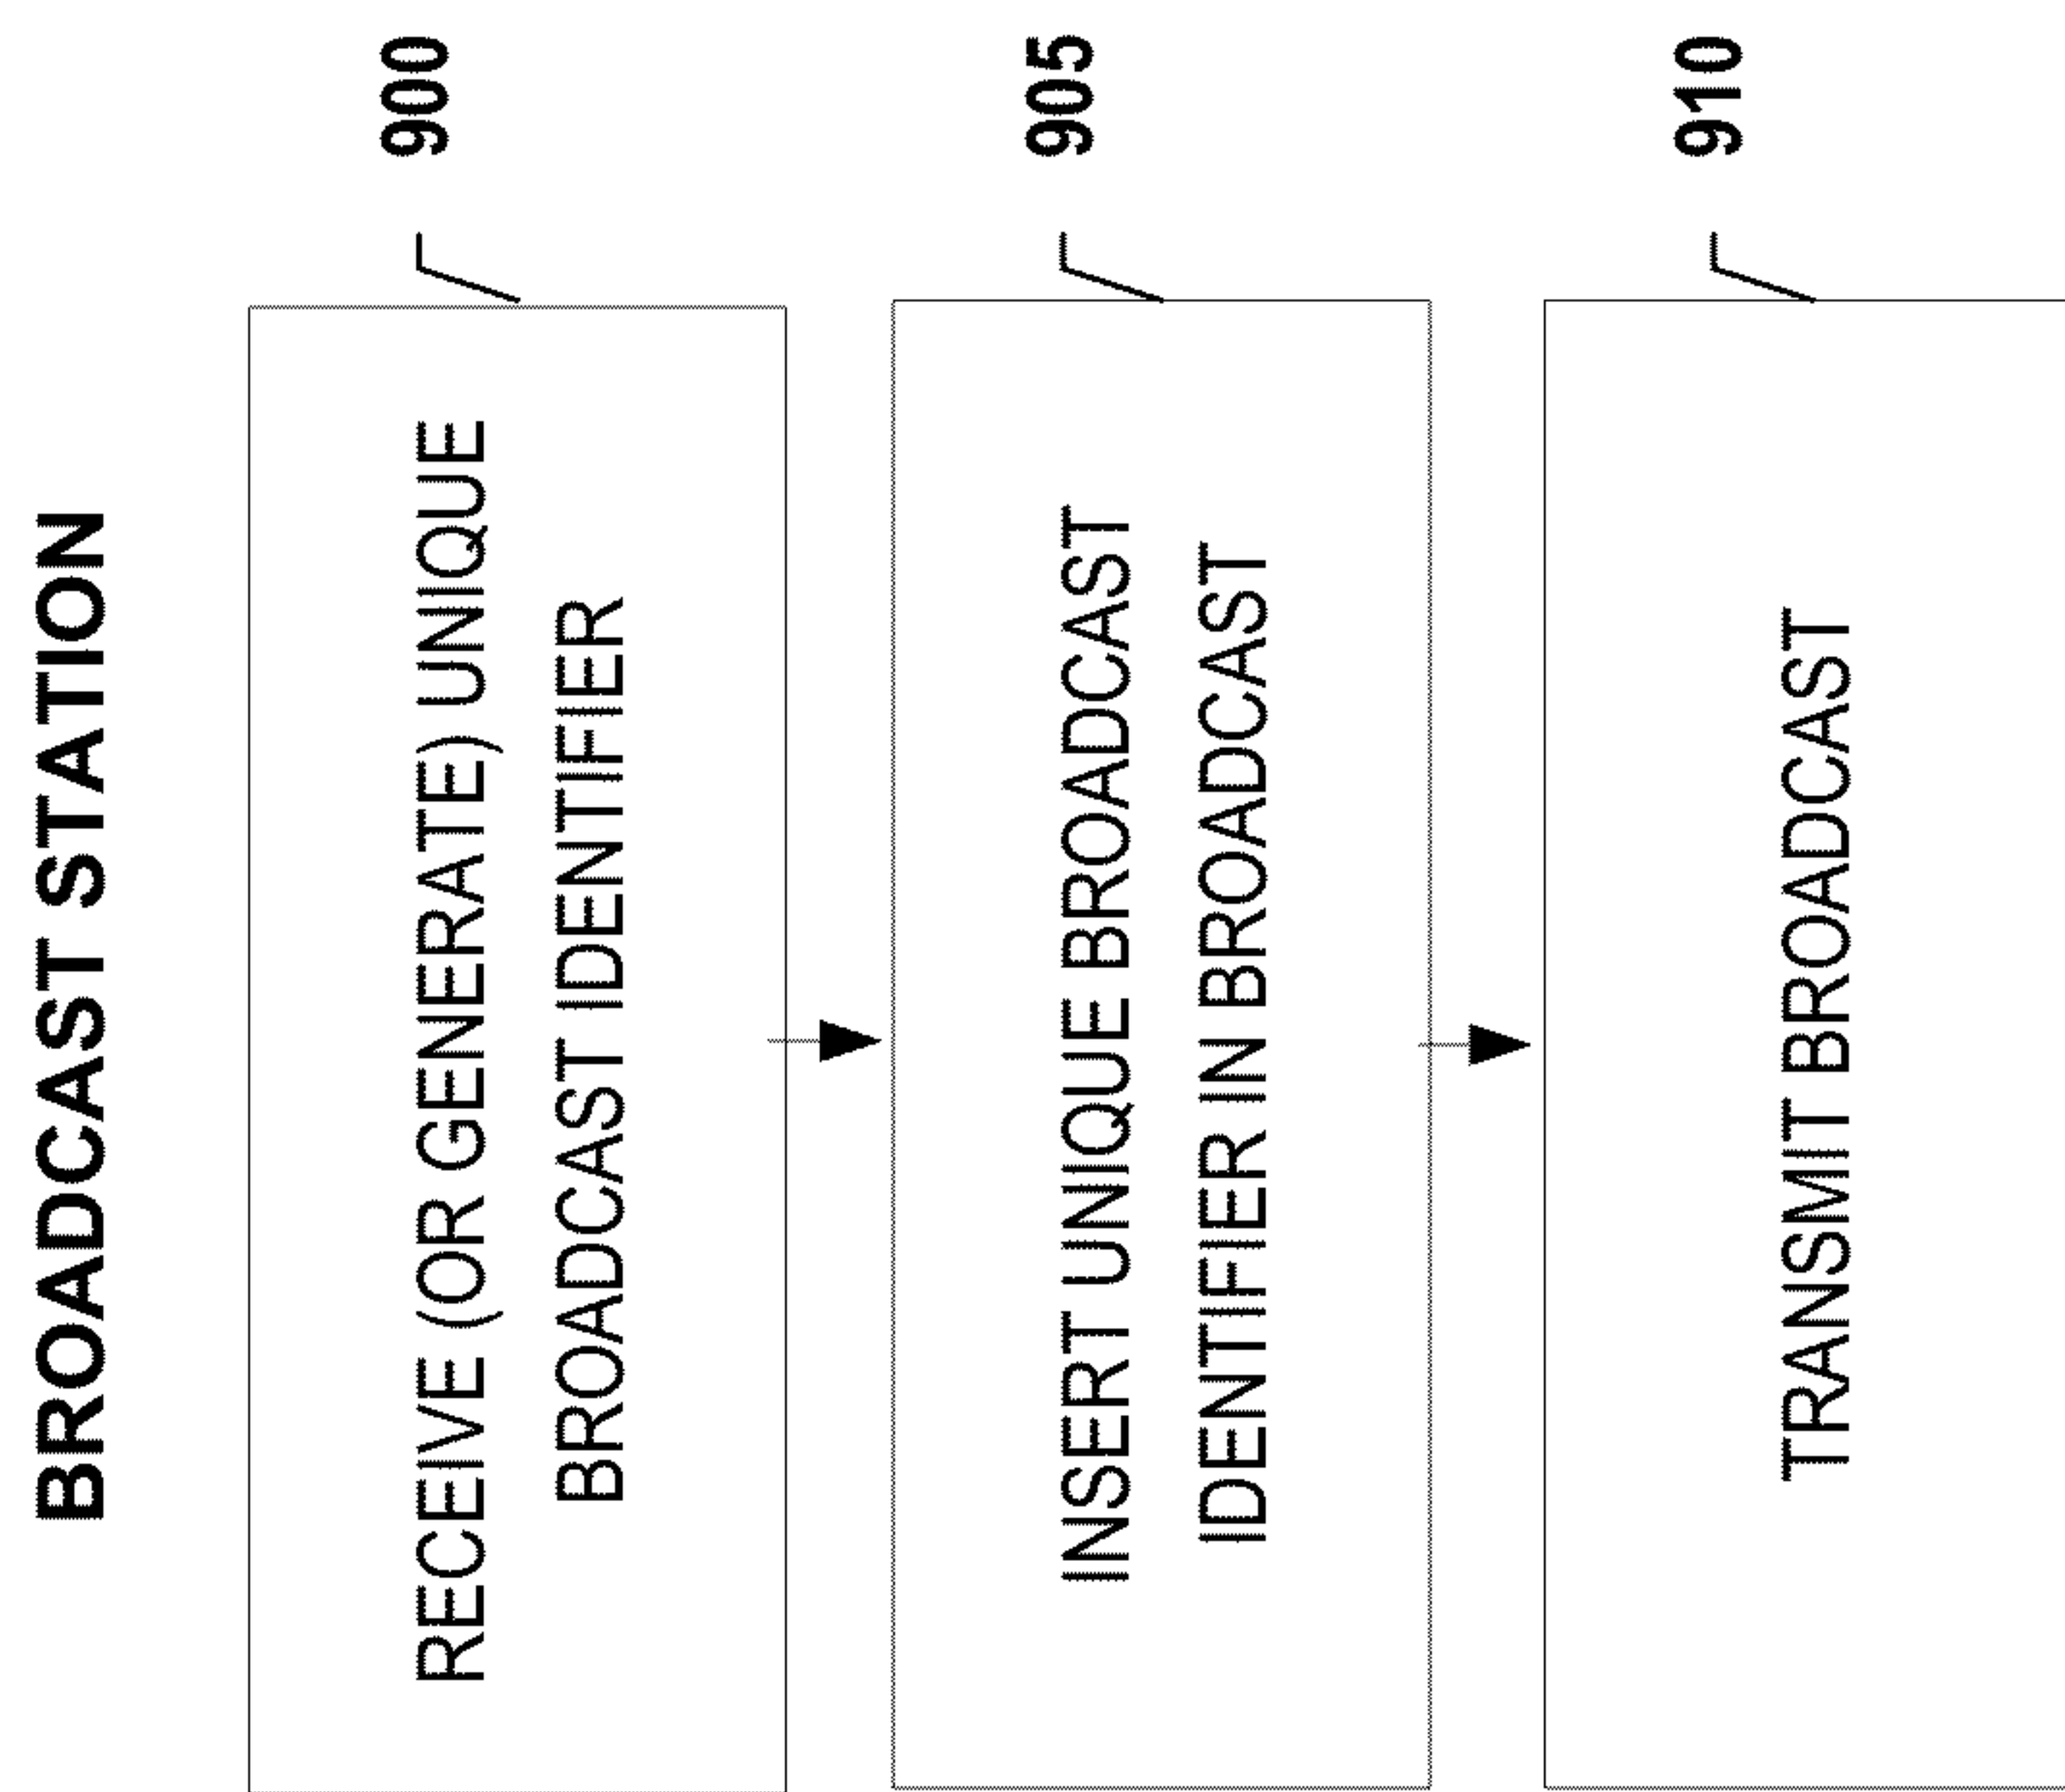 BROADCAST STATION
900
RECEIVE (OR GENERATE) UNIQUE
BROADCAST IDENTIFIER
905
INSERT UNIQUE BROADCAST
IDENTIFIER IN BROADCAST
910
TRANSMIT BROADCAST